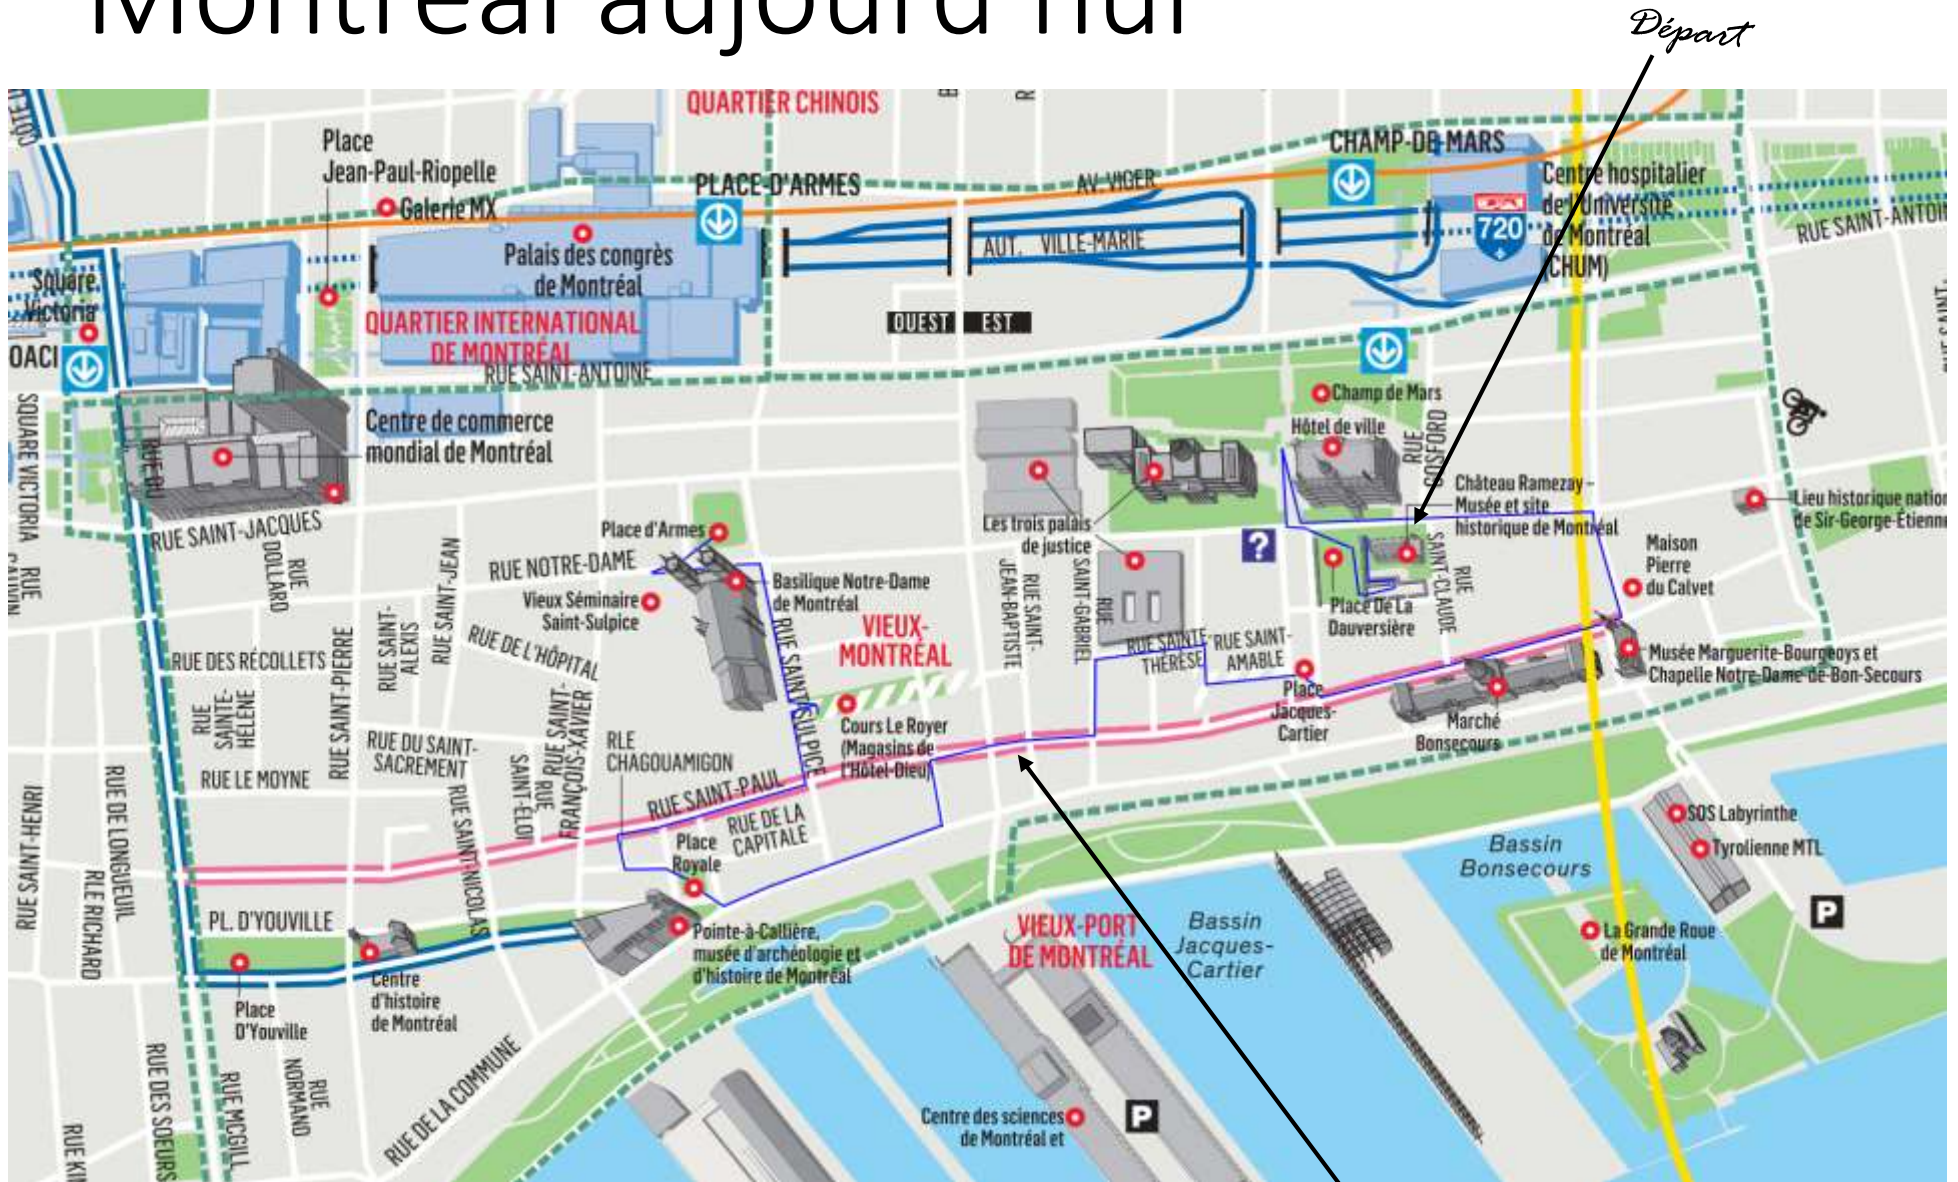 Montréal aujourd'hui
Départ
QUARTIER CHINOIS
Place
Jean-Paul-Riopelle
Galerie MX
PLACE-D'ARMES
AV. VIGER
CHAMP-DE-MARS
Centre hospitalier
de l'Université
de Montréal
(CHUM)
720
RUE SAINT-ANTOINE
Palais des congrès
de Montréal
AUT. VILLE-MARIE
Square
Victoria
OACI
QUARTIER INTERNATIONAL
DE MONTRÉAL
OUEST
EST
RUE SAINT-ANTOINE
Centre de commerce
mondial de Montréal
Champ de Mars
Hôtel de ville
RUE
GOSFORD
SQUARE VICTORIA
RUE DU
RUE SAINT-JACQUES
Château Ramezay –
Musée et site
historique de Montréal
Place d'Armes
Les trois palais
de justice
?
RUE NOTRE-DAME
RUE
DOLLARD
RUE SAINT-JEAN
Basilique Notre-Dame
de Montréal
Vieux Séminaire
Saint-Sulpice
Maison
Pierre
du Calvet
RUE
SAINT-CLAUDE
Place De La
Dauversière
RUE SAINT-
JEAN-BAPTISTE
RUE
SAINT-GABRIEL
RUE SAINTE-
THÉRÈSE
RUE SAINT-
AMABLE
VIEUX-
MONTRÉAL
RUE
RUE SAINT-
ALEXIS
RUE DE L'HÔPITAL
RUE DES RÉCOLLETS
RUE SAINT-PIERRE
RUE SAINT-SULPICE
Musée Marguerite-Bourgeoys et
Chapelle Notre-Dame-de-Bon-Secours
Place
Jacques-
Cartier
Marché
Bonsecours
RUE
SAINTE-
HÉLÈNE
RUE SAINT-
FRANÇOIS-XAVIER
Cours Le Royer
(Magasins de
l'Hôtel-Dieu)
RLE
CHAGOUAMIGON
RUE DU SAINT-
SACREMENT
RUE LE MOYNE
RUE
SAINT-ÉLOI
RUE SAINT-PAUL
RUE DE LA
CAPITALE
RUE SAINT-NICOLAS
RUE SAINT-HENRI
RUE DE LONGUEUIL
RLE RICHARD
Place
Royale
SOS Labyrinthe
Tyrolienne MTL
Bassin
Bonsecours
P
PL. D'YOUVILLE
Pointe-à-Callière,
musée d'archéologie et
d'histoire de Montréal
VIEUX-PORT
DE MONTRÉAL
Bassin
Jacques-
Cartier
La Grande Roue
de Montréal
Centre
d'histoire
de Montréal
Place
D'Youville
RUE DES SOEURS
RUE MCGILL
RUE
NORMAND
RUE DE LA COMMUNE
Centre des sciences
de Montréal et
P